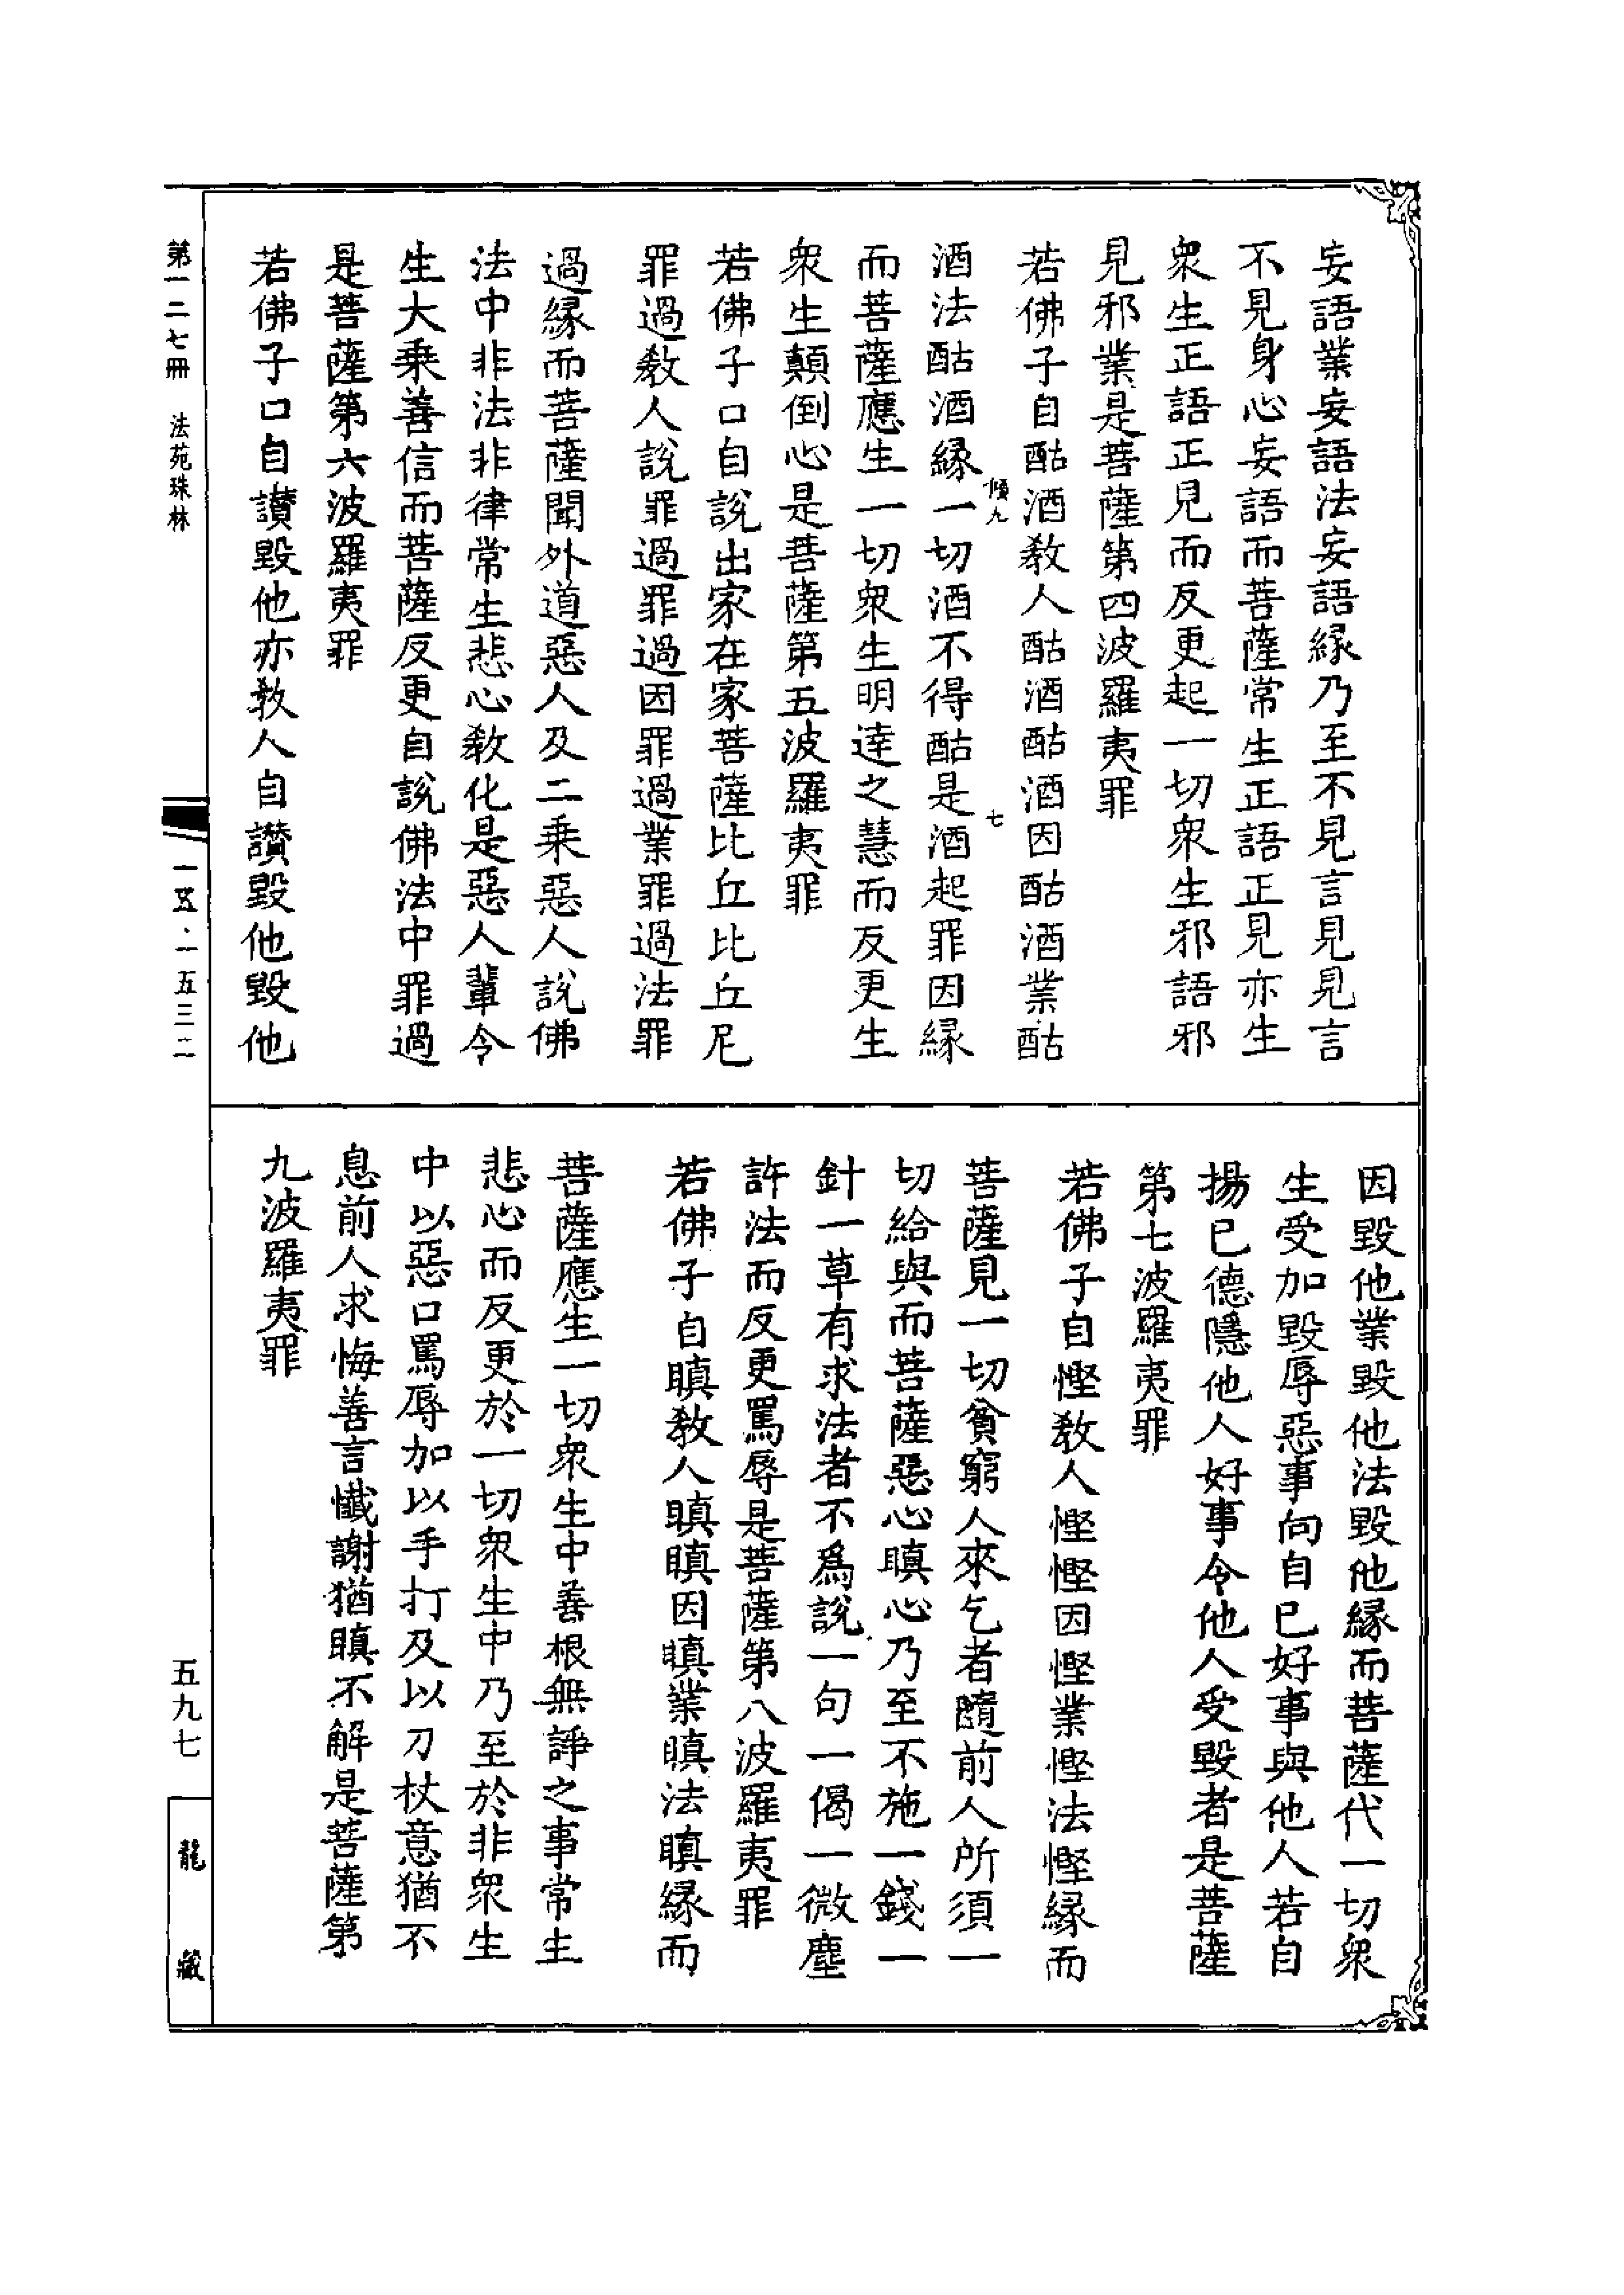 妄語業妄語法妄語縁乃至不見言見見言
不見身心妄語而菩薩常生正語正見亦生
衆生正語正見而反更起一切衆生邪語邪
見邪業是菩薩第四波羅夷罪
若佛子自酤酒教人酤酒酤酒因酤酒業酤
傾九 七
酒法酤酒縁一切酒不得酤是酒起罪因縁
而菩薩應生一切衆生明逹之慧而反更生
衆生顛倒心是菩薩第五波羅夷罪
若佛子口自說出家在家菩薩比丘比丘尼
罪過教人說罪過罪過因罪過業罪過法罪
過縁而菩薩聞外道惡人及二乗惡人說佛
法中非法非律常生悲心教化是惡人輩令
生大乗善信而菩薩反更自說佛法中罪過
是菩薩第六波羅夷罪
若佛子口自讃毀他亦教人自讃毀他毀他
因毀他業毀他法毀他縁而菩薩代一切衆
生受加毀辱惡事向自已好事與他人若自
揚已德隱他人好事令他人受毀者是菩薩
第七波羅夷罪
若佛子自慳教人慳慳因慳業慳法慳縁而
菩薩見一切貧窮人來乞者隨前人所須一
切給與而菩薩惡心瞋心乃至不施一錢一
針一草有求法者不爲說一句一偈一微塵
許法而反更罵辱是菩薩第八波羅夷罪
若佛子自瞋教人瞋瞋因瞋業瞋法瞋縁而
菩薩應生一切衆生中善根無諍之事常生
悲心而反更於一切衆生中乃至於非衆生
中以惡口罵辱加以手打及以刀杖意猶不
息前人求悔善言懺謝猶瞋不解是菩薩第
九波羅夷罪
第一二七冊 法苑珠林
一五·一五三二
五九七
龍藏